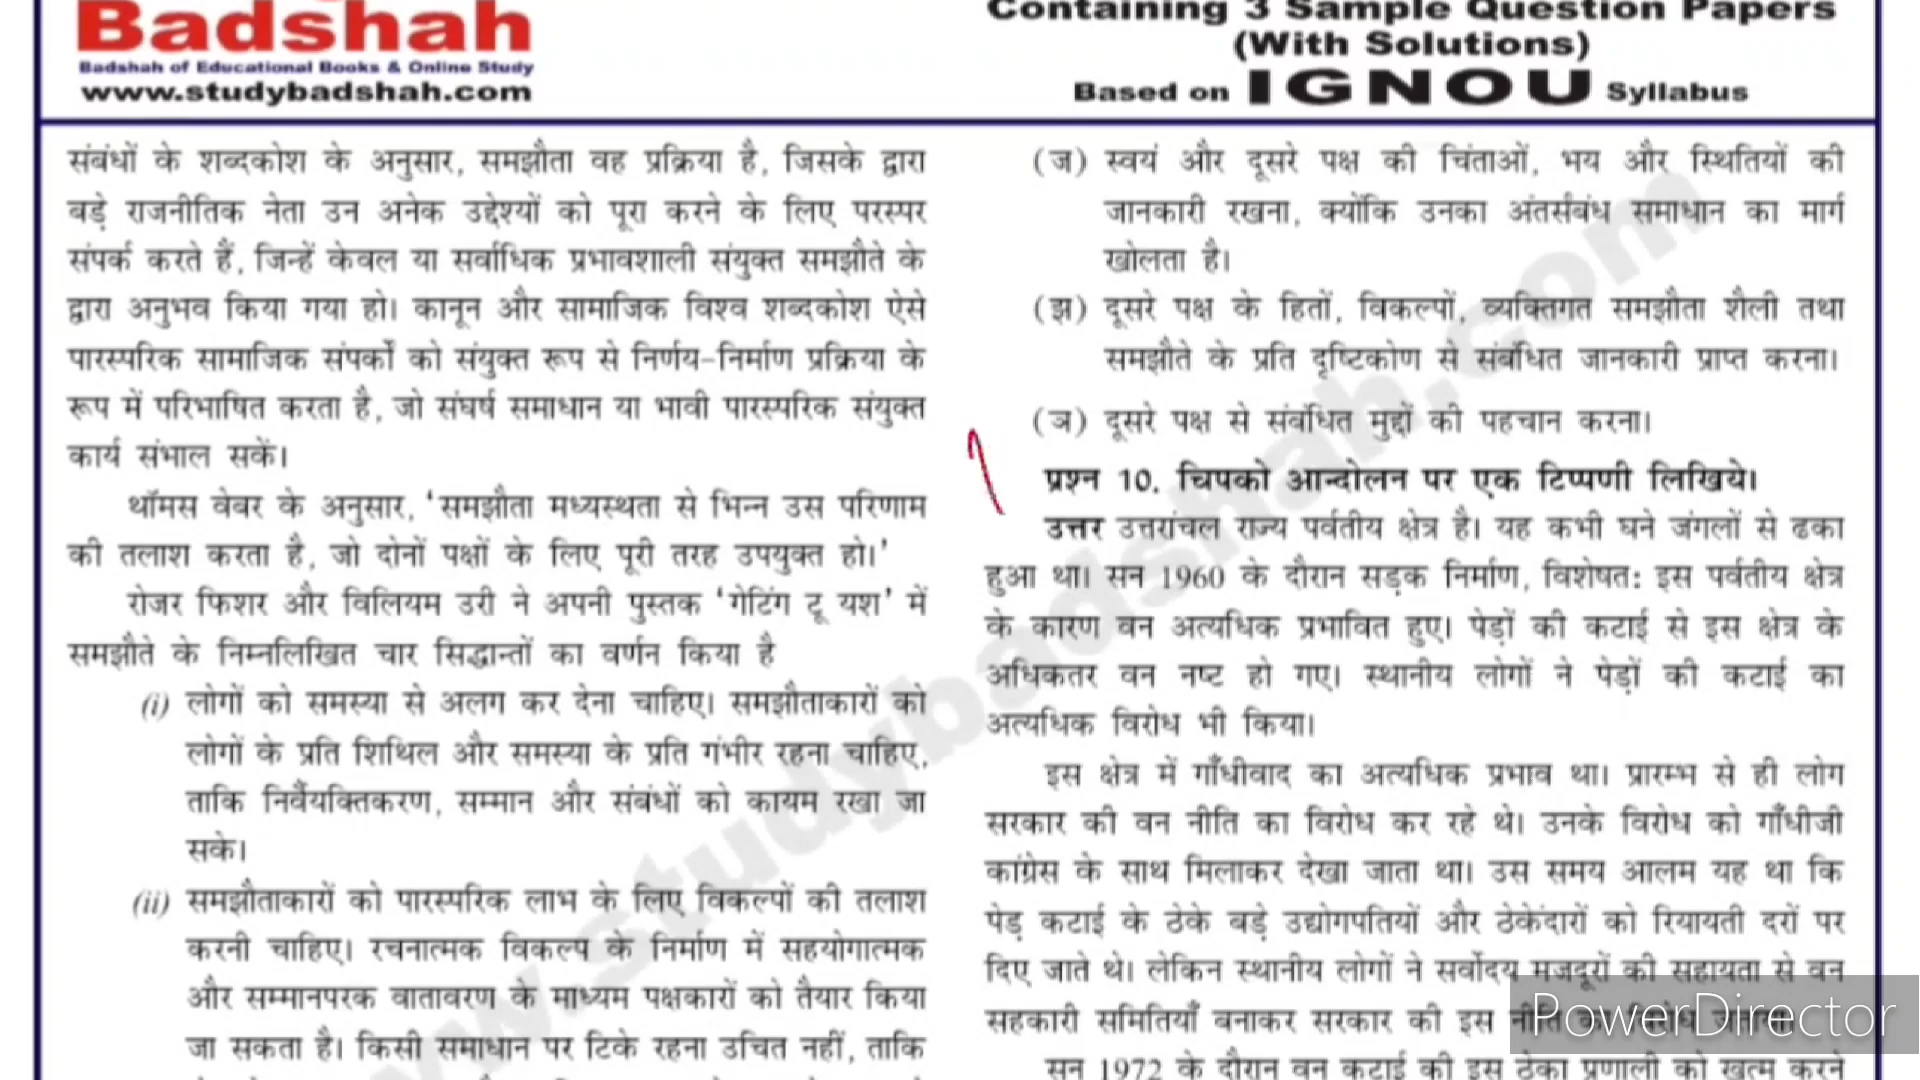 Badshah
Badshah of Educational Books & Online Study
www.studybadshah.com
Containing 3 Sample Question Papers
(With Solutions)
Based on IGNOU Syllabus
संबंधों के शब्दकोश के अनुसार, समझौता वह प्रक्रिया है, जिसके द्वारा
बड़े राजनीतिक नेता उन अनेक उद्देश्यों को पूरा करने के लिए परस्पर
संपर्क करते हैं, जिन्हें केवल या सर्वाधिक प्रभावशाली संयुक्त समझौते के
द्वारा अनुभव किया गया हो। कानून और सामाजिक विश्व शब्दकोश ऐसे
पारस्परिक सामाजिक संपर्कों को संयुक्त रूप से निर्णय-निर्माण प्रक्रिया के
रूप में परिभाषित करता है, जो संघर्ष समाधान या भावी पारस्परिक संयुक्त
कार्य संभाल सकें।
थॉमस वेबर के अनुसार, 'समझौता मध्यस्थता से भिन्न उस परिणाम
की तलाश करता है, जो दोनों पक्षों के लिए पूरी तरह उपयुक्त हो।'
रोजर फिशर और विलियम उरी ने अपनी पुस्तक 'गेटिंग टू यश' में
समझौते के निम्नलिखित चार सिद्धान्तों का वर्णन किया है
(i) लोगों को समस्या से अलग कर देना चाहिए। समझौताकारों को
लोगों के प्रति शिथिल और समस्या के प्रति गंभीर रहना चाहिए,
ताकि निर्वैयक्तिकरण, सम्मान और संबंधों को कायम रखा जा
सके।
(ii) समझौताकारों को पारस्परिक लाभ के लिए विकल्पों की तलाश
करनी चाहिए। रचनात्मक विकल्प के निर्माण में सहयोगात्मक
और सम्मानपरक वातावरण के माध्यम पक्षकारों को तैयार किया
जा सकता है। किसी समाधान पर टिके रहना उचित नहीं, ताकि
(ज) स्वयं और दूसरे पक्ष की चिंताओं, भय और स्थितियों की
जानकारी रखना, क्योंकि उनका अंतर्संबंध समाधान का मार्ग
खोलता है।
(झ) दूसरे पक्ष के हितों, विकल्पों, व्यक्तिगत समझौता शैली तथा
समझौते के प्रति दृष्टिकोण से संबंधित जानकारी प्राप्त करना।
(ञ) दूसरे पक्ष से संबंधित मुद्दों की पहचान करना।
प्रश्न 10. चिपको आन्दोलन पर एक टिप्पणी लिखिये।
उत्तर उत्तरांचल राज्य पर्वतीय क्षेत्र है। यह कभी घने जंगलों से ढका
हुआ था। सन 1960 के दौरान सड़क निर्माण, विशेषत: इस पर्वतीय क्षेत्र
के कारण वन अत्यधिक प्रभावित हुए। पेड़ों की कटाई से इस क्षेत्र के
अधिकतर वन नष्ट हो गए। स्थानीय लोगों ने पेड़ों की कटाई का
अत्यधिक विरोध भी किया।
इस क्षेत्र में गाँधीवाद का अत्यधिक प्रभाव था। प्रारम्भ से ही लोग
सरकार की वन नीति का विरोध कर रहे थे। उनके विरोध को गाँधीजी
कांग्रेस के साथ मिलाकर देखा जाता था। उस समय आलम यह था कि
पेड़ कटाई के ठेके बड़े उद्योगपतियों और ठेकेदारों को रियायती दरों पर
दिए जाते थे। लेकिन स्थानीय लोगों ने सर्वोदय मजदूरों की सहायता से वन
सहकारी समितियाँ बनाकर सरकार की इस नीति
सन 1972 के दौरान वन कटाई की इस ठेका प्रणाली को खत्म करने
www.studybadshah.com
PowerDirector